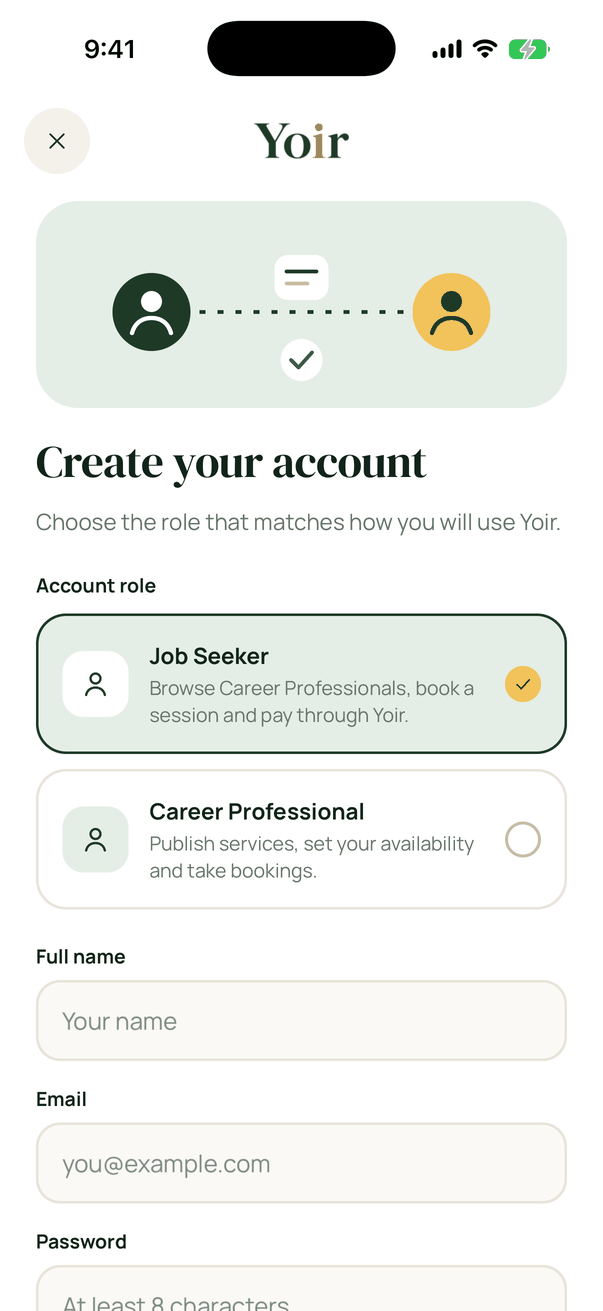 9:41
Yoir
Create your account
Choose the role that matches how you will use Yoir.
Account role
Job Seeker
Browse Career Professionals, book a
session and pay through Yoir.
Career Professional
Publish services, set your availability
and take bookings.
Full name
Your name
Email
you@example.com
Password
At least 8 characters